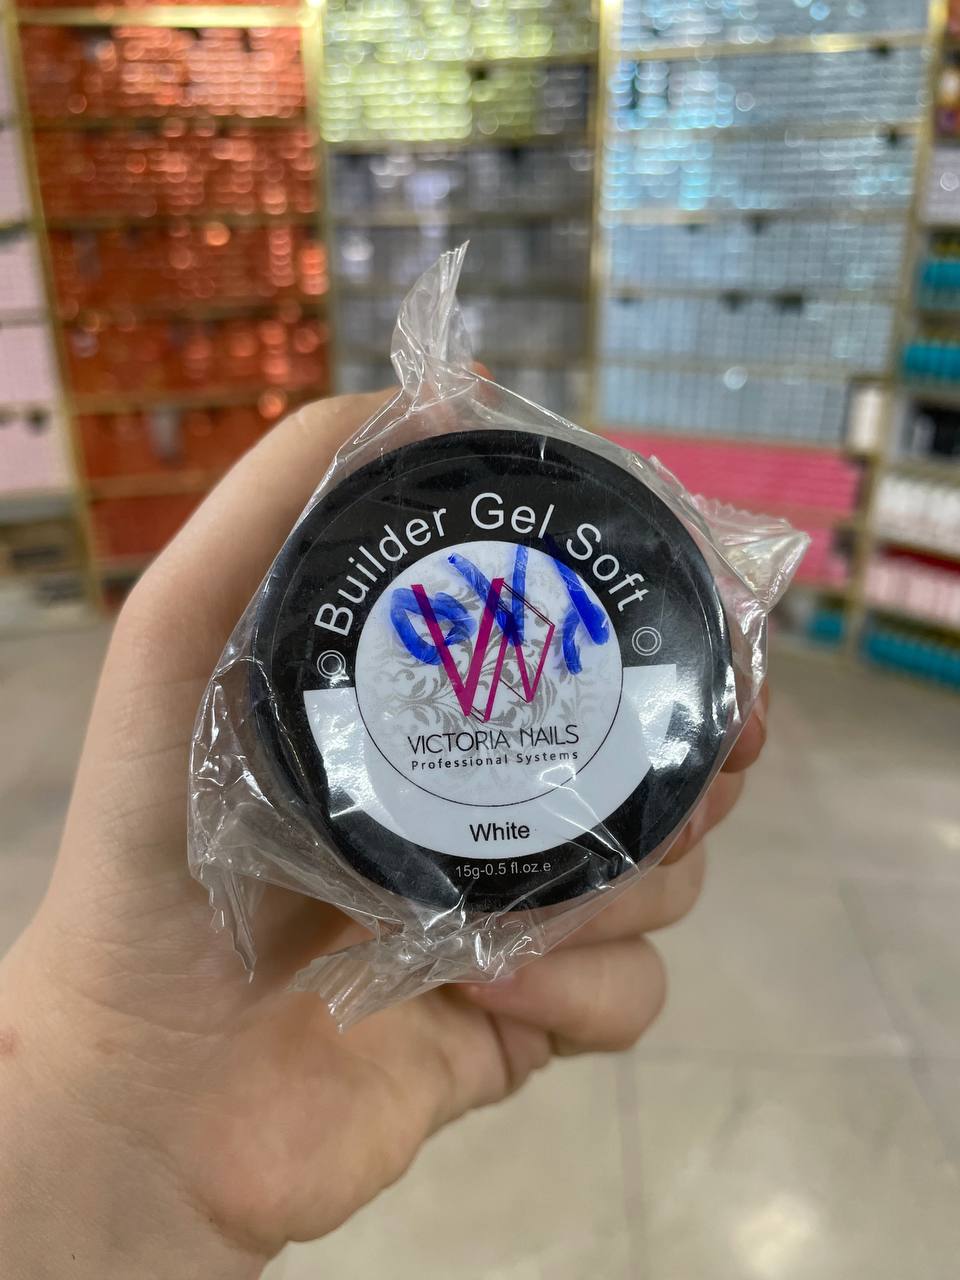 Builder Gel Soft
VICTORIA NAILS
Professional Systems
White
15g-0.5 fl.oz.e